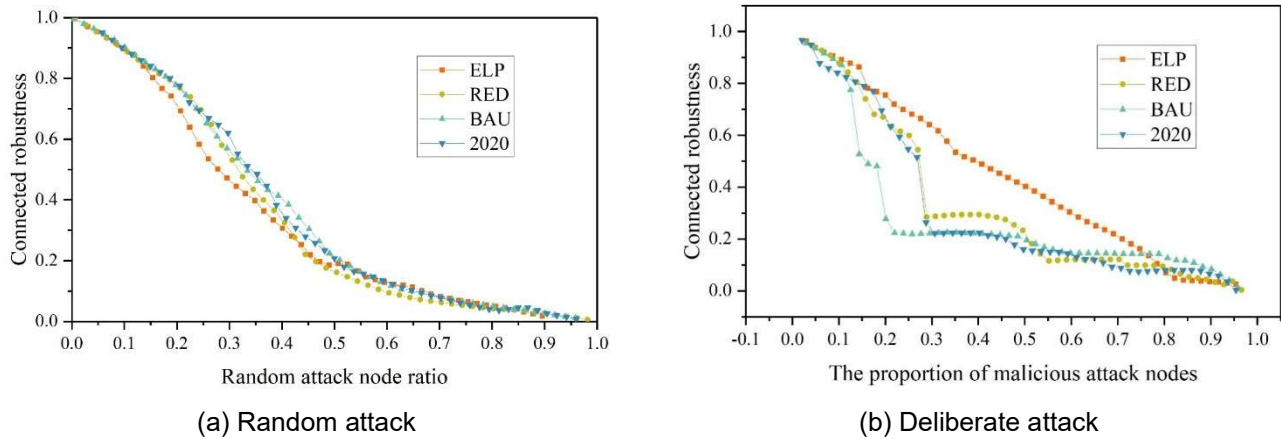 1.0
0.8
0.6
0.4
0.2
0.0
Connected robustness
ELP
RED
BAU
2020
0.0 0.1 0.2 0.3 0.4 0.5 0.6 0.7 0.8 0.9 1.0
Random attack node ratio
(a) Random attack
1.0
0.8
0.6
0.4
0.2
0.0
Connected robustness
ELP
RED
BAU
2020
-0.1 0.0 0.1 0.2 0.3 0.4 0.5 0.6 0.7 0.8 0.9 1.0
The proportion of malicious attack nodes
(b) Deliberate attack